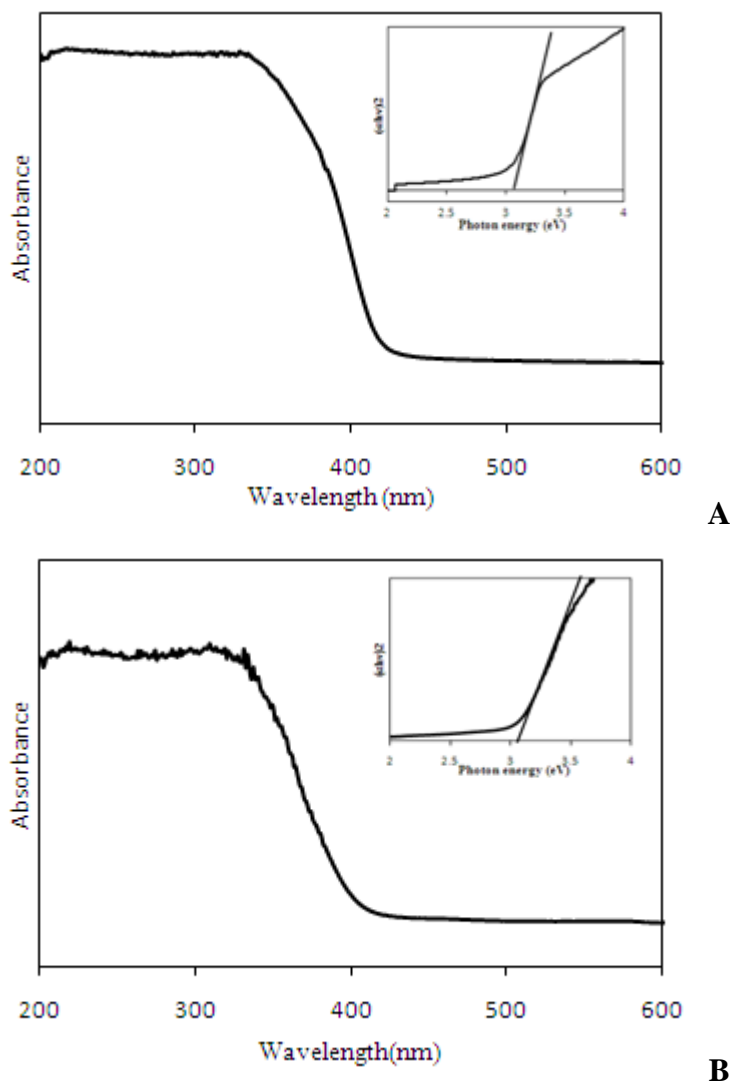 Absorbance
(αhν)2
2 2.5 3 3.5 4
Photon energy (eV)
200 300 400 500 600
Wavelength (nm)
A
Absorbance
(αhν)2
2 2.5 3 3.5 4
Photon energy (eV)
200 300 400 500 600
Wavelength(nm)
B